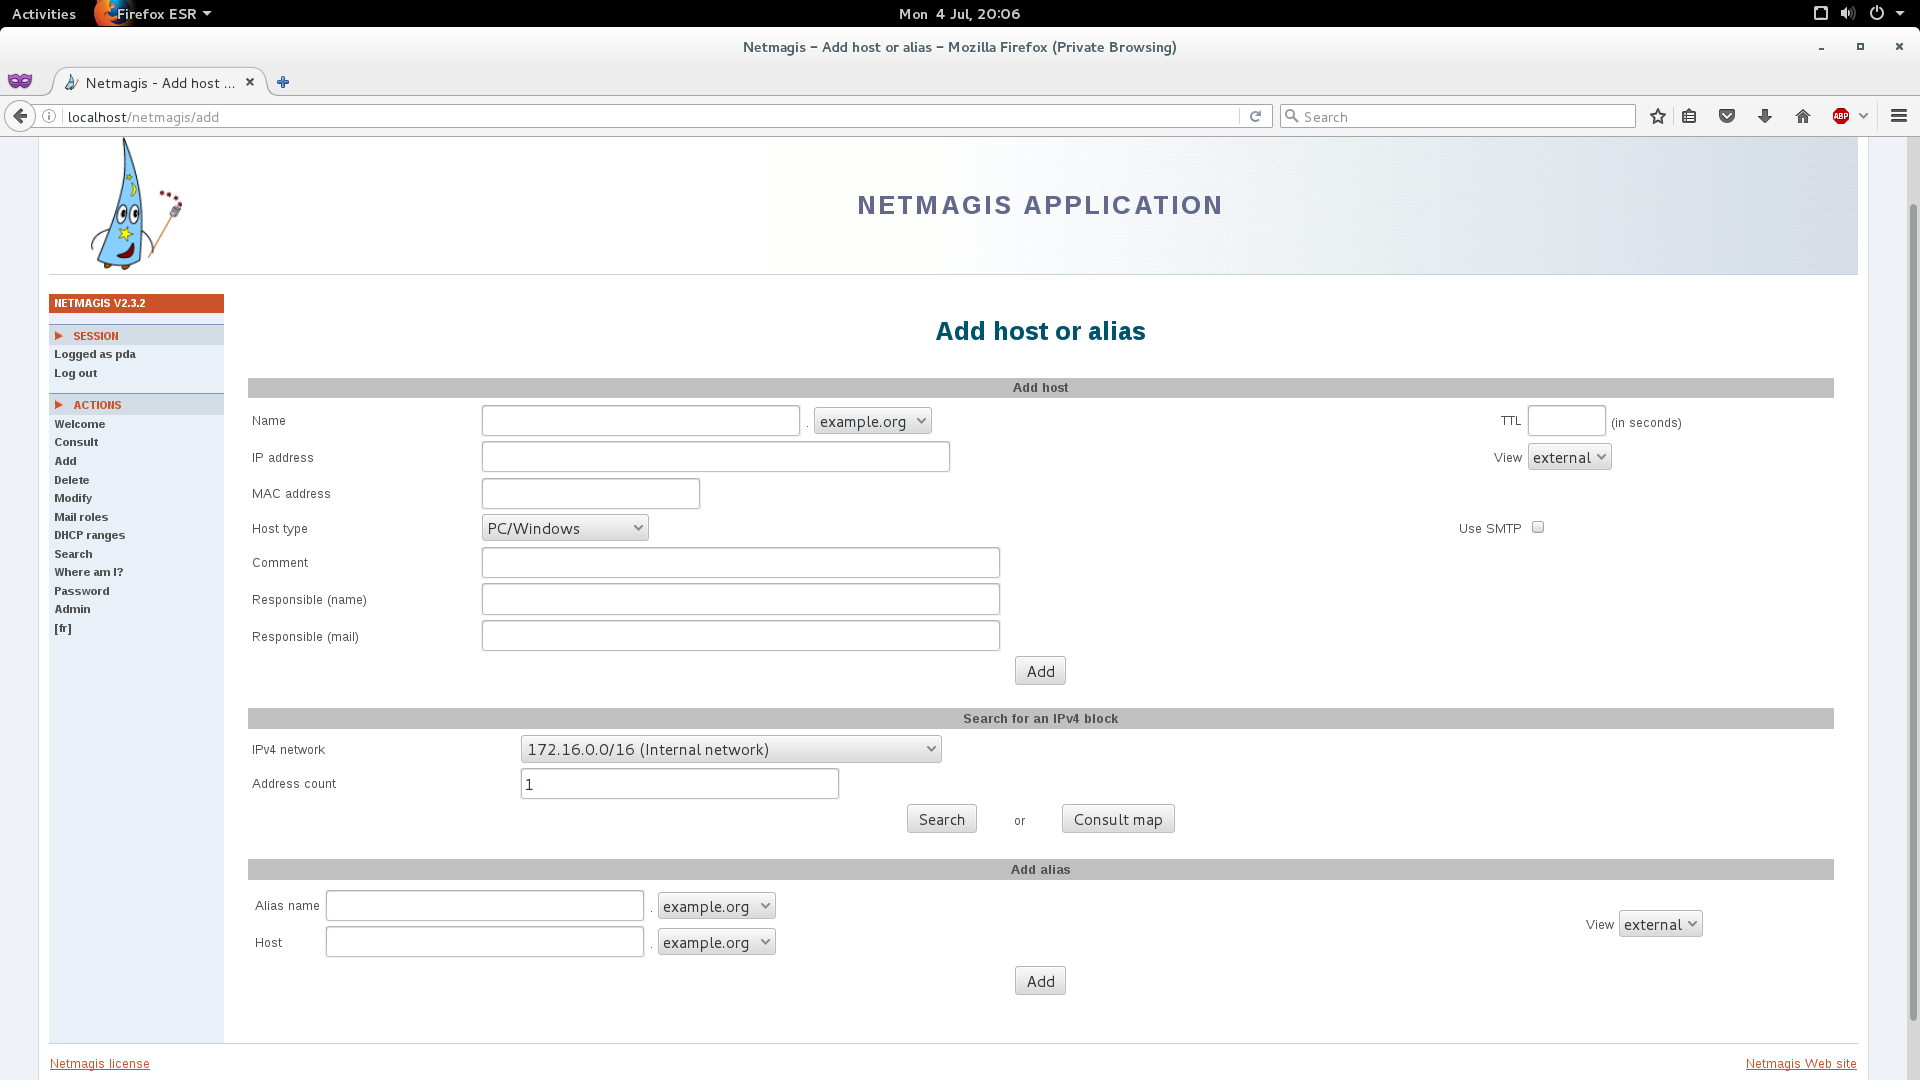 Activities Firefox ESR Mon 4 Jul, 20:06
Netmagis – Add host or alias – Mozilla Firefox (Private Browsing)
Netmagis - Add host ...
localhost/netmagis/add Search ABP
NETMAGIS APPLICATION
NETMAGIS V2.3.2
SESSION
Logged as pda
Log out
ACTIONS
Welcome
Consult
Add
Delete
Modify
Mail roles
DHCP ranges
Search
Where am I?
Password
Admin
[fr]
Add host or alias
Add host
Name . example.org TTL (in seconds)
IP address View external
MAC address
Host type PC/Windows Use SMTP
Comment
Responsible (name)
Responsible (mail)
Add
Search for an IPv4 block
IPv4 network 172.16.0.0/16 (Internal network)
Address count 1
Search or Consult map
Add alias
Alias name . example.org
View external
Host . example.org
Add
Netmagis license Netmagis Web site